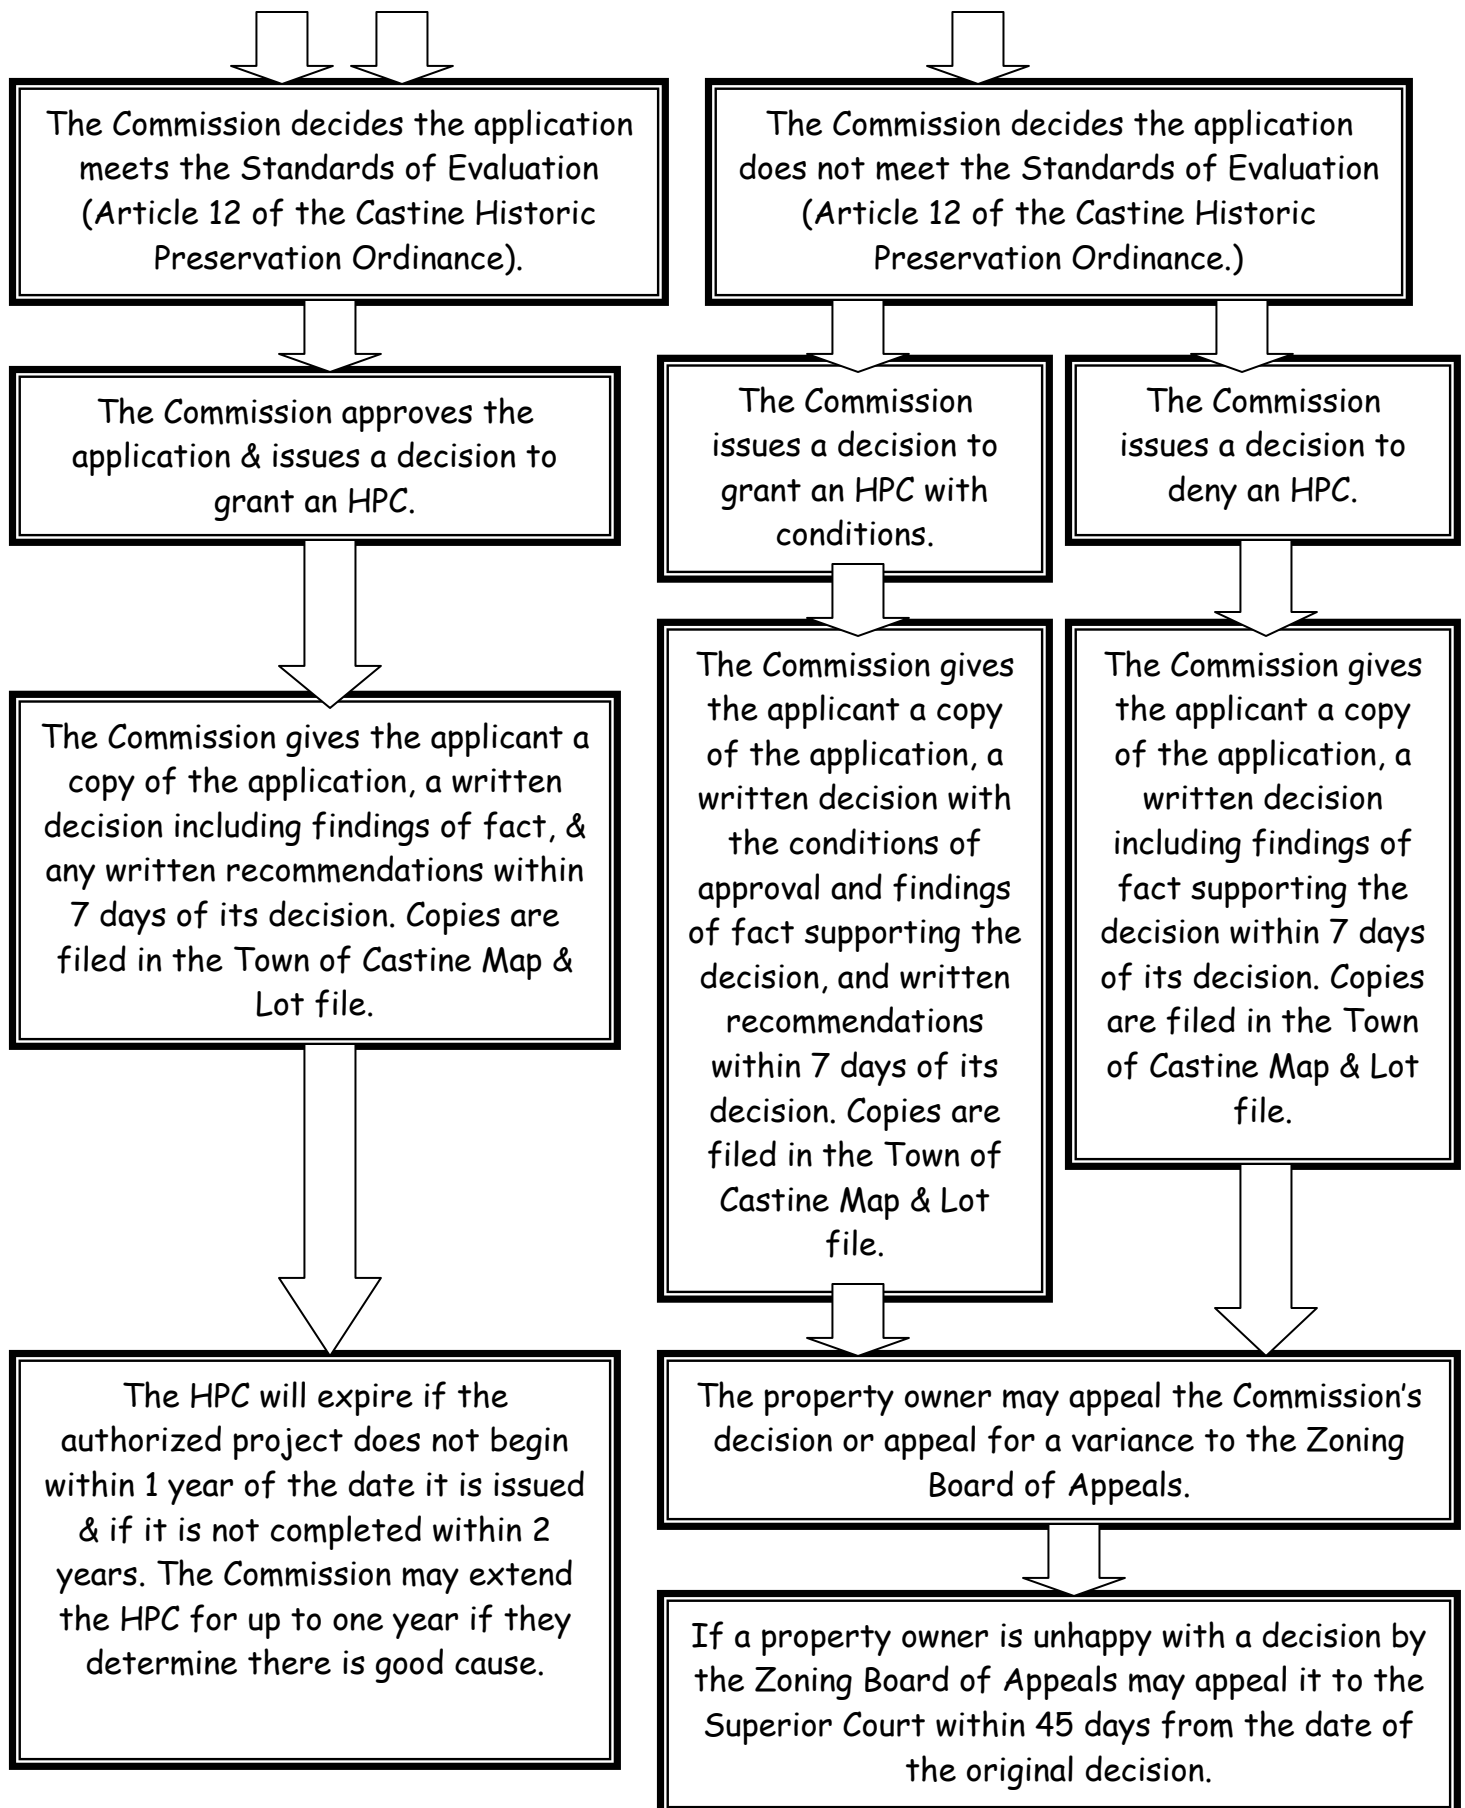 The Commission decides the application
meets the Standards of Evaluation
(Article 12 of the Castine Historic
Preservation Ordinance).
The Commission decides the application
does not meet the Standards of Evaluation
(Article 12 of the Castine Historic
Preservation Ordinance.)
The Commission approves the
application & issues a decision to
grant an HPC.
The Commission
issues a decision to
grant an HPC with
conditions.
The Commission
issues a decision to
deny an HPC.
The Commission gives the applicant a
copy of the application, a written
decision including findings of fact, &
any written recommendations within
7 days of its decision. Copies are
filed in the Town of Castine Map &
Lot file.
The Commission gives
the applicant a copy
of the application, a
written decision with
the conditions of
approval and findings
of fact supporting the
decision, and written
recommendations
within 7 days of its
decision. Copies are
filed in the Town of
Castine Map & Lot
file.
The Commission gives
the applicant a copy
of the application, a
written decision
including findings of
fact supporting the
decision within 7 days
of its decision. Copies
are filed in the Town
of Castine Map & Lot
file.
The HPC will expire if the
authorized project does not begin
within 1 year of the date it is issued
& if it is not completed within 2
years. The Commission may extend
the HPC for up to one year if they
determine there is good cause.
The property owner may appeal the Commission's
decision or appeal for a variance to the Zoning
Board of Appeals.
If a property owner is unhappy with a decision by
the Zoning Board of Appeals may appeal it to the
Superior Court within 45 days from the date of
the original decision.